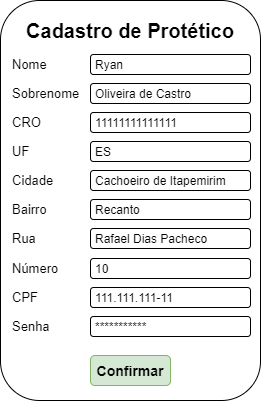 Cadastro de Protético
Nome Ryan
Sobrenome Oliveira de Castro
CRO 11111111111111
UF ES
Cidade Cachoeiro de Itapemirim
Bairro Recanto
Rua Rafael Dias Pacheco
Número 10
CPF 111.111.111-11
Senha ***********
Confirmar